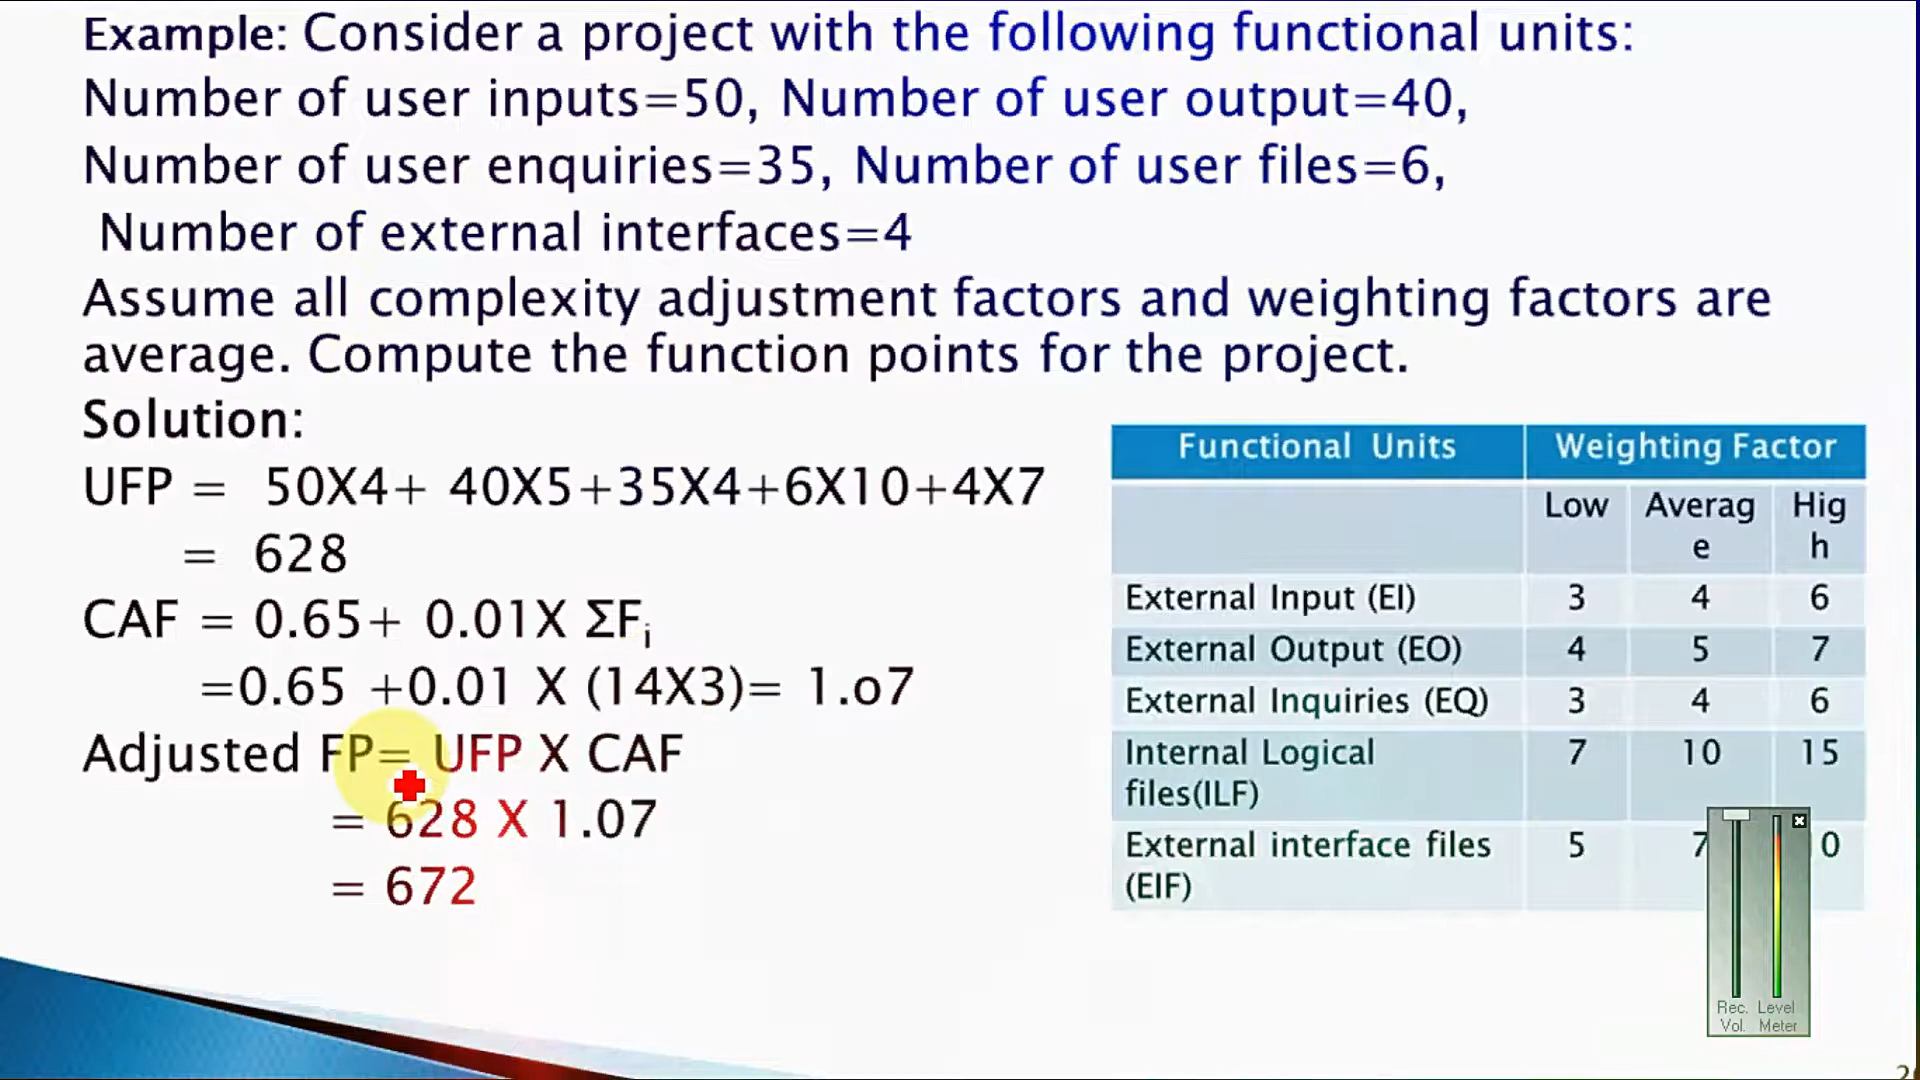 Example: Consider a project with the following functional units:
Number of user inputs=50, Number of user output=40,
Number of user enquiries=35, Number of user files=6,
Number of external interfaces=4
Assume all complexity adjustment factors and weighting factors are
average. Compute the function points for the project.
Solution:
UFP = 50X4+ 40X5+35X4+6X10+4X7
= 628
CAF = 0.65+ 0.01X ΣFi
=0.65 +0.01 X (14X3)= 1.o7
Adjusted FP= UFP X CAF
= 628 X 1.07
= 672
Functional Units Weighting Factor
Low Averag Hig
e h
External Input (EI) 3 4 6
External Output (EO) 4 5 7
External Inquiries (EQ) 3 4 6
Internal Logical 7 10 15
files(ILF)
External interface files 5 7 0
(EIF)
Rec. Level
Vol. Meter